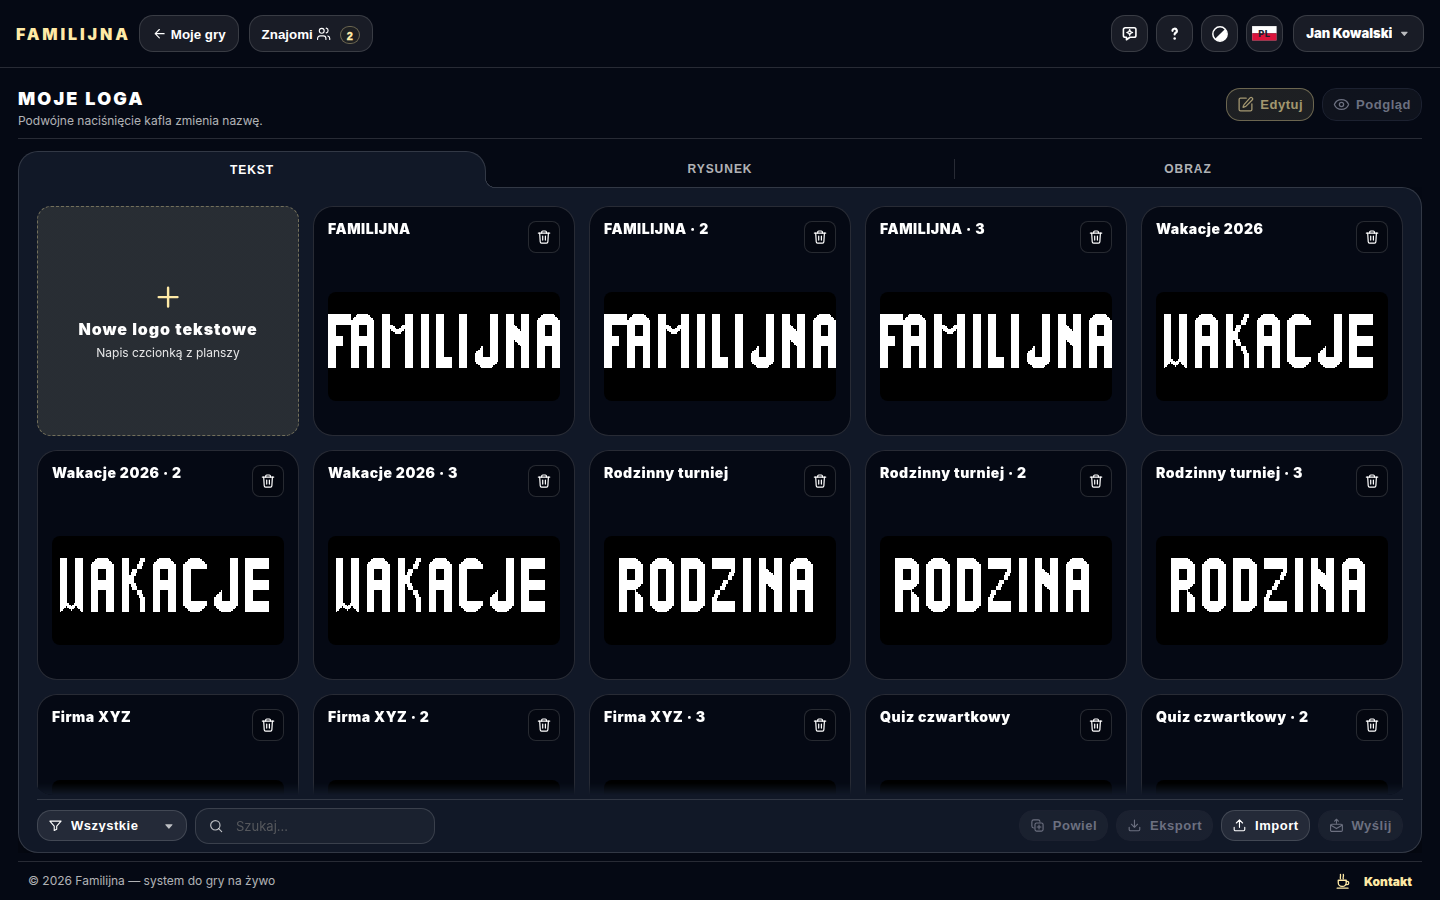 FAMILIJNA
Moje gry
Znajomi
2
?
PL
Jan Kowalski
MOJE LOGA
Podwójne naciśnięcie kafla zmienia nazwę.
Edytuj
Podgląd
TEKST
RYSUNEK
OBRAZ
Nowe logo tekstowe
Napis czcionką z planszy
FAMILIJNA
FAMILIJNA
FAMILIJNA · 2
FAMILIJNA
FAMILIJNA · 3
FAMILIJNA
Wakacje 2026
WAKACJE
Wakacje 2026 · 2
WAKACJE
Wakacje 2026 · 3
WAKACJE
Rodzinny turniej
RODZINA
Rodzinny turniej · 2
RODZINA
Rodzinny turniej · 3
RODZINA
Firma XYZ
Firma XYZ · 2
Firma XYZ · 3
Quiz czwartkowy
Quiz czwartkowy · 2
Wszystkie
Szukaj...
Powiel
Eksport
Import
Wyślij
© 2026 Familijna — system do gry na żywo
Kontakt